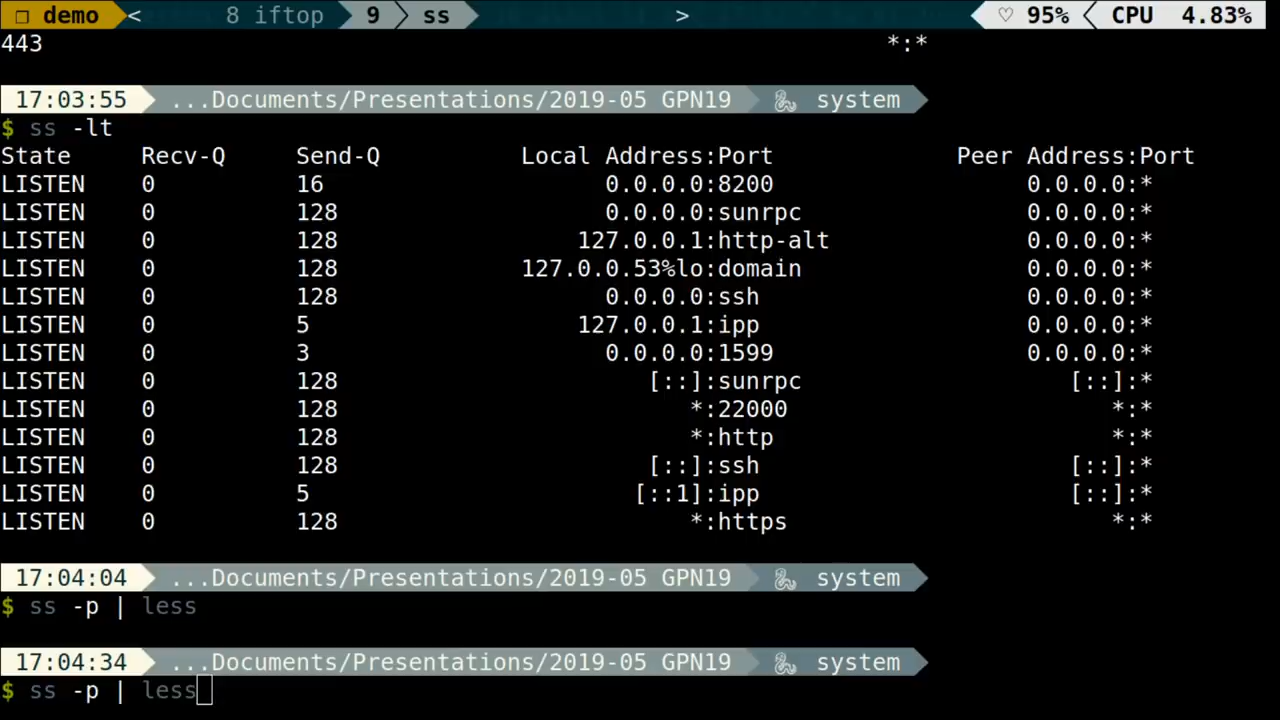 ❐ demo < 8 iftop 9 ss > ♡ 95% CPU 4.83%
443 *:*
17:03:55 ...Documents/Presentations/2019-05 GPN19 system
$ ss -lt
State Recv-Q Send-Q Local Address:Port Peer Address:Port
LISTEN 0 16 0.0.0.0:8200 0.0.0.0:*
LISTEN 0 128 0.0.0.0:sunrpc 0.0.0.0:*
LISTEN 0 128 127.0.0.1:http-alt 0.0.0.0:*
LISTEN 0 128 127.0.0.53%lo:domain 0.0.0.0:*
LISTEN 0 128 0.0.0.0:ssh 0.0.0.0:*
LISTEN 0 5 127.0.0.1:ipp 0.0.0.0:*
LISTEN 0 3 0.0.0.0:1599 0.0.0.0:*
LISTEN 0 128 [::]:sunrpc [::]:*
LISTEN 0 128 *:22000 *:*
LISTEN 0 128 *:http *:*
LISTEN 0 128 [::]:ssh [::]:*
LISTEN 0 5 [::1]:ipp [::]:*
LISTEN 0 128 *:https *:*
17:04:04 ...Documents/Presentations/2019-05 GPN19 system
$ ss -p | less
17:04:34 ...Documents/Presentations/2019-05 GPN19 system
$ ss -p | less